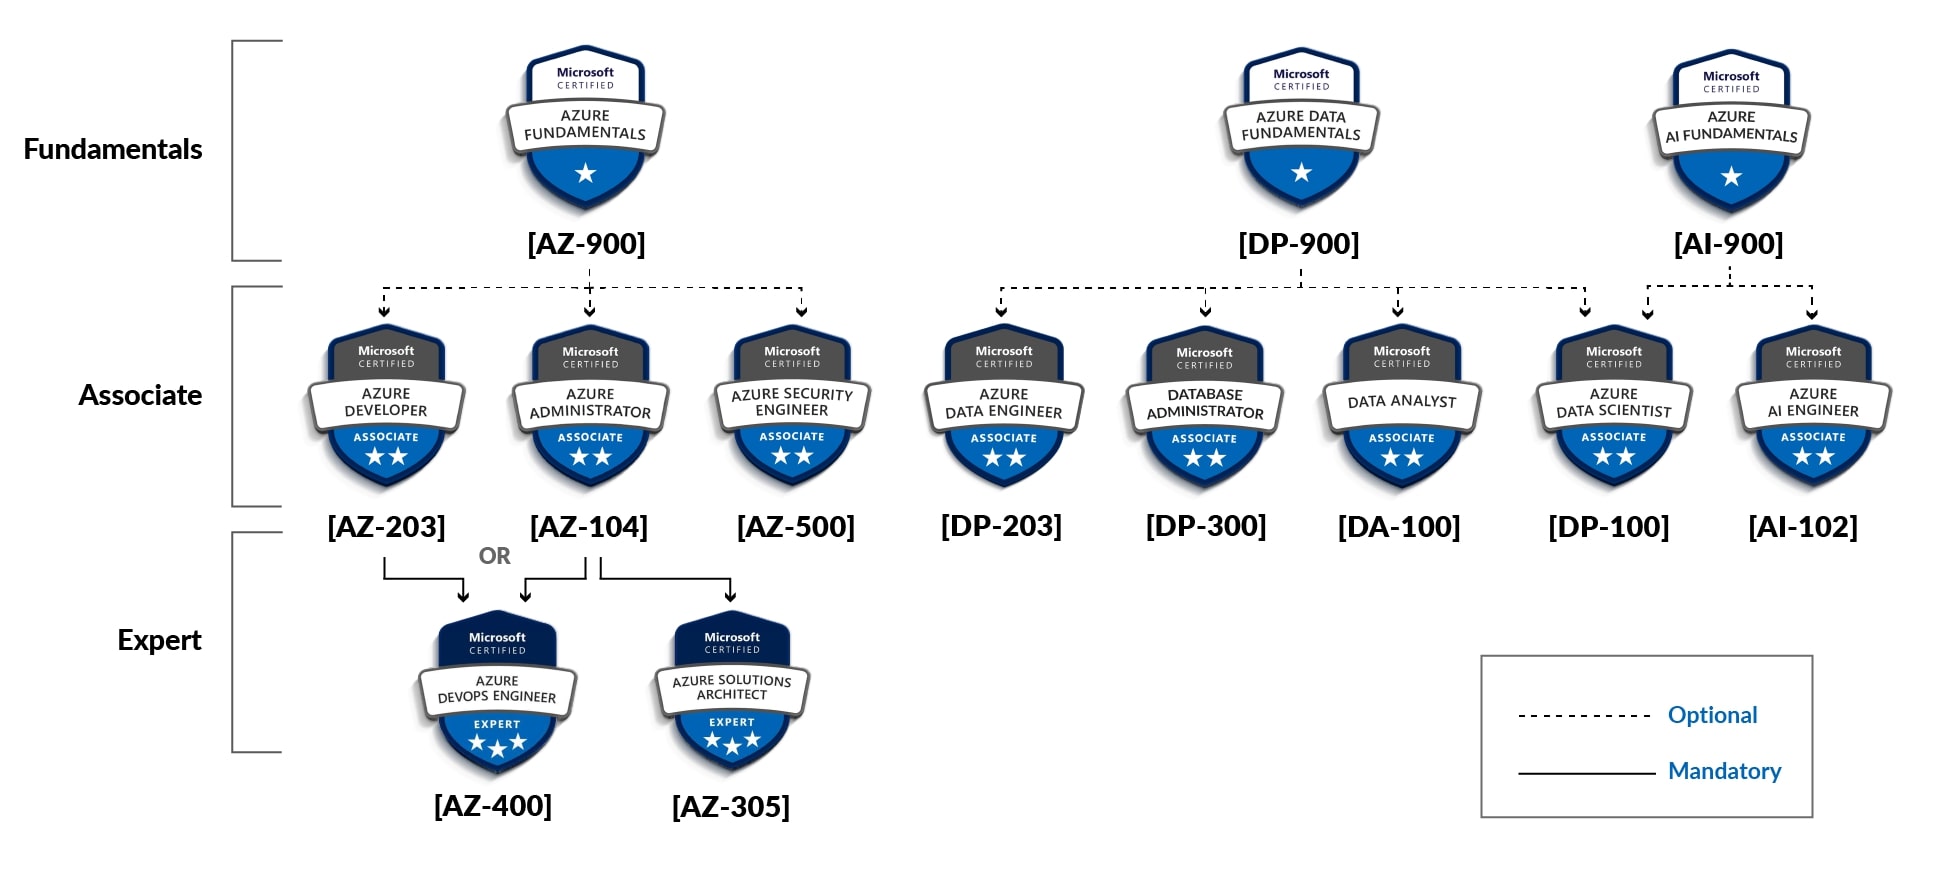 Fundamentals
Microsoft
CERTIFIED
AZURE
FUNDAMENTALS
[AZ-900]
Microsoft
CERTIFIED
AZURE DATA
FUNDAMENTALS
[DP-900]
Microsoft
CERTIFIED
AZURE
AI FUNDAMENTALS
[AI-900]
Associate
Microsoft
CERTIFIED
AZURE
DEVELOPER
ASSOCIATE
[AZ-203]
Microsoft
CERTIFIED
AZURE
ADMINISTRATOR
ASSOCIATE
[AZ-104]
Microsoft
CERTIFIED
AZURE SECURITY
ENGINEER
ASSOCIATE
[AZ-500]
Microsoft
CERTIFIED
AZURE
DATA ENGINEER
ASSOCIATE
[DP-203]
Microsoft
CERTIFIED
DATABASE
ADMINISTRATOR
ASSOCIATE
[DP-300]
Microsoft
CERTIFIED
DATA ANALYST
ASSOCIATE
[DA-100]
Microsoft
CERTIFIED
AZURE
DATA SCIENTIST
ASSOCIATE
[DP-100]
Microsoft
CERTIFIED
AZURE
AI ENGINEER
ASSOCIATE
[AI-102]
OR
Expert
Microsoft
CERTIFIED
AZURE
DEVOPS ENGINEER
EXPERT
[AZ-400]
Microsoft
CERTIFIED
AZURE SOLUTIONS
ARCHITECT
EXPERT
[AZ-305]
Optional
Mandatory